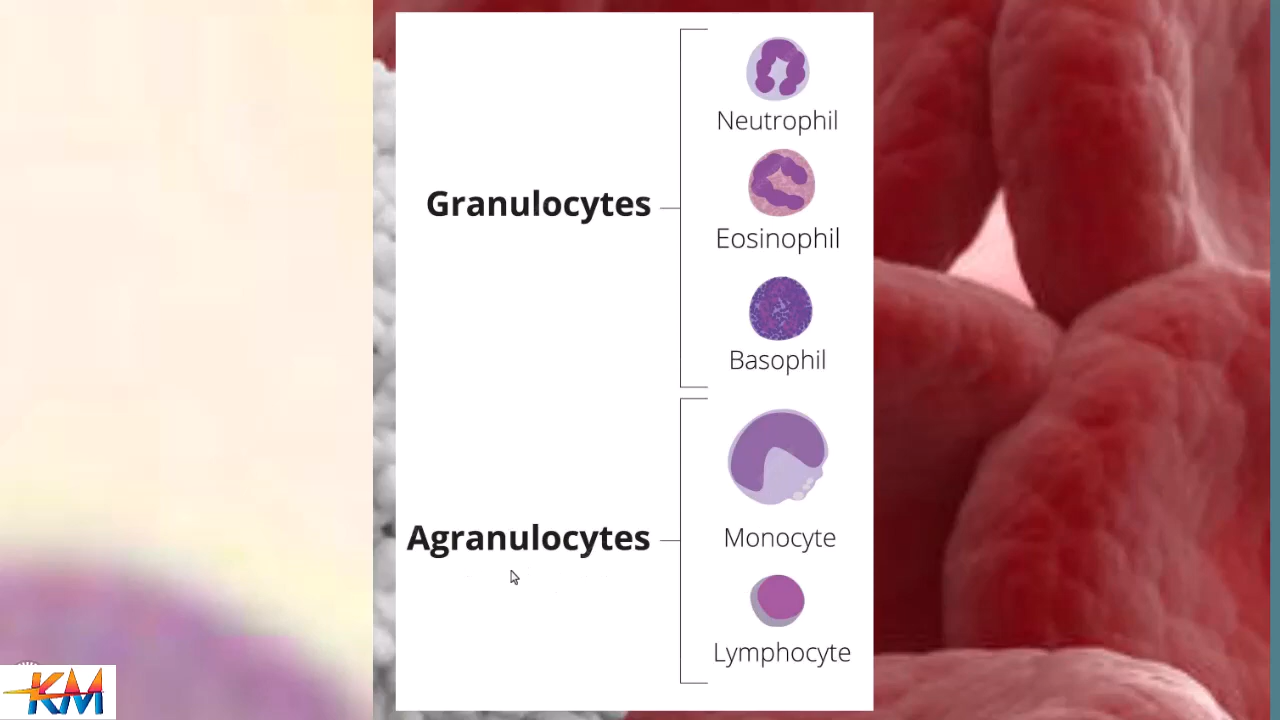 Granulocytes
Neutrophil
Eosinophil
Basophil
Agranulocytes
Monocyte
Lymphocyte
KM